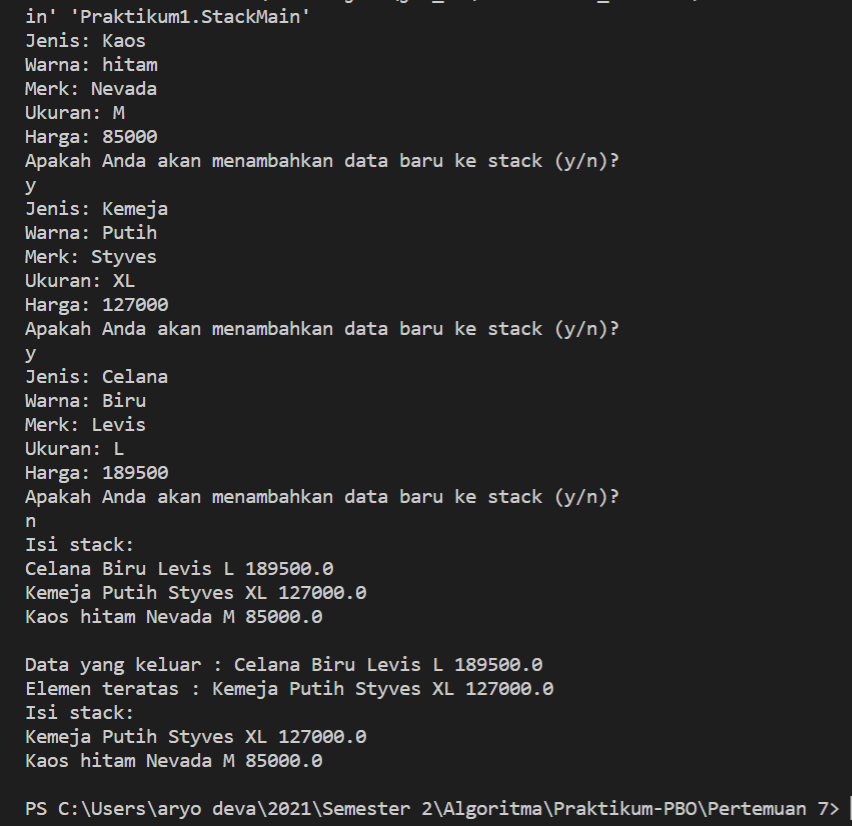 in' 'Praktikum1.StackMain'
Jenis: Kaos
Warna: hitam
Merk: Nevada
Ukuran: M
Harga: 85000
Apakah Anda akan menambahkan data baru ke stack (y/n)?
y
Jenis: Kemeja
Warna: Putih
Merk: Styves
Ukuran: XL
Harga: 127000
Apakah Anda akan menambahkan data baru ke stack (y/n)?
y
Jenis: Celana
Warna: Biru
Merk: Levis
Ukuran: L
Harga: 189500
Apakah Anda akan menambahkan data baru ke stack (y/n)?
n
Isi stack:
Celana Biru Levis L 189500.0
Kemeja Putih Styves XL 127000.0
Kaos hitam Nevada M 85000.0

Data yang keluar : Celana Biru Levis L 189500.0
Elemen teratas : Kemeja Putih Styves XL 127000.0
Isi stack:
Kemeja Putih Styves XL 127000.0
Kaos hitam Nevada M 85000.0

PS C:\Users\aryo deva\2021\Semester 2\Algoritma\Praktikum-PBO\Pertemuan 7>